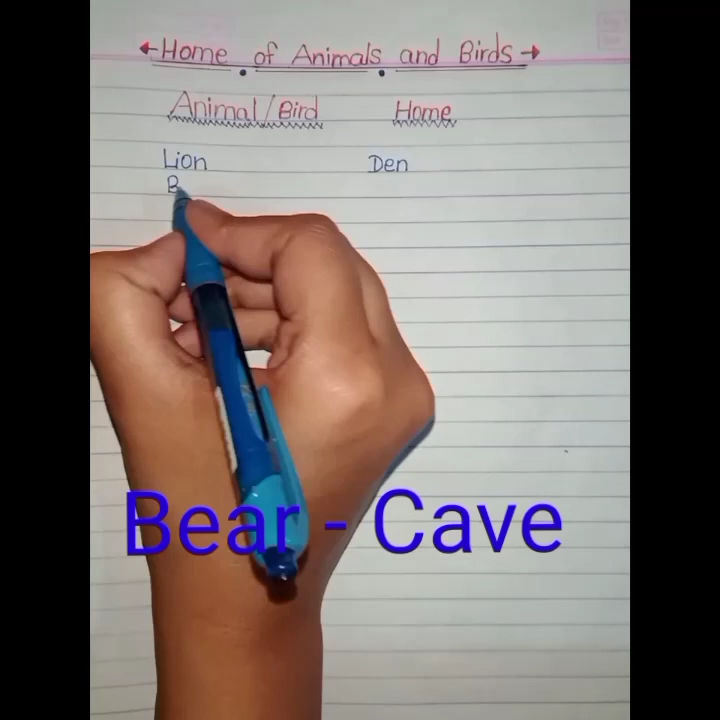 Home of Animals and Birds
Animal/Bird Home
Lion Den
B
Bear - Cave